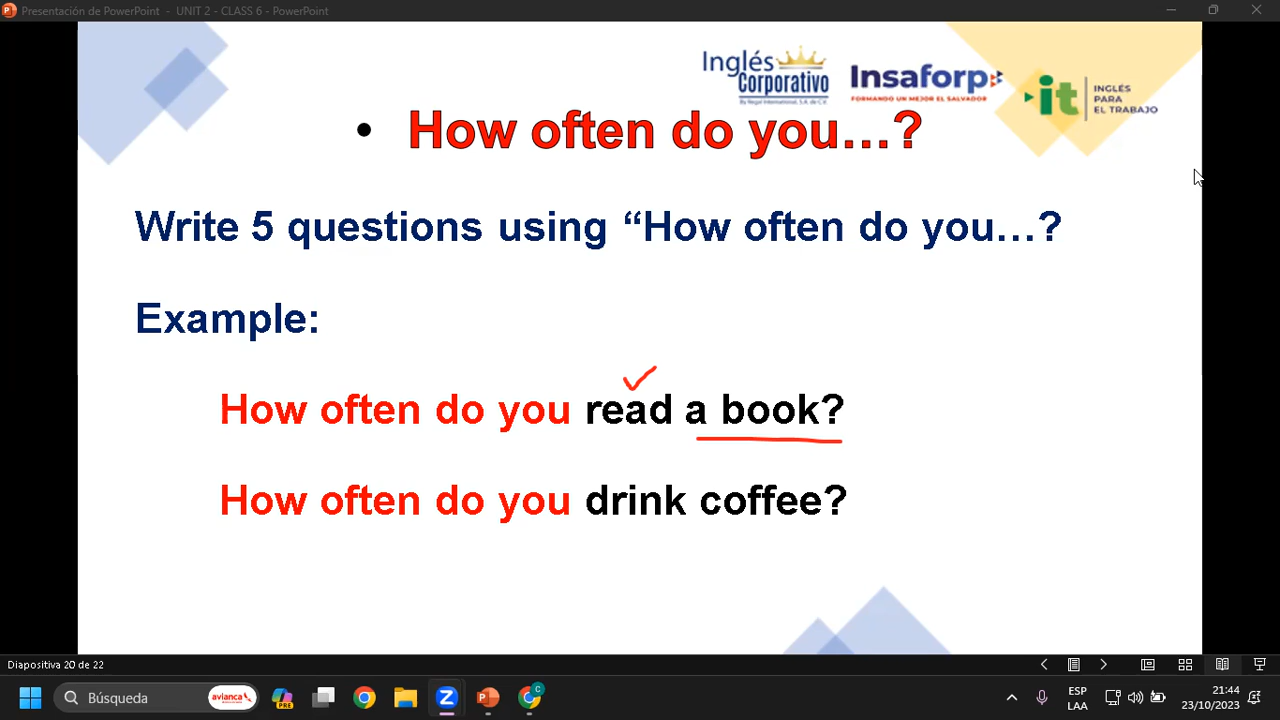 Presentación de PowerPoint - UNIT 2 - CLASS 6 - PowerPoint
Inglés
Corporativo
By Regal International, S.A. de C.V.
Insaforp
FORMANDO UN MEJOR EL SALVADOR
it
INGLÉS
PARA
EL TRABAJO
• How often do you...?
Write 5 questions using “How often do you...?
Example:
How often do you read a book?
How often do you drink coffee?
Diapositiva 20 de 22
Búsqueda
avianca
PRE
ESP
LAA
21:44
23/10/2023